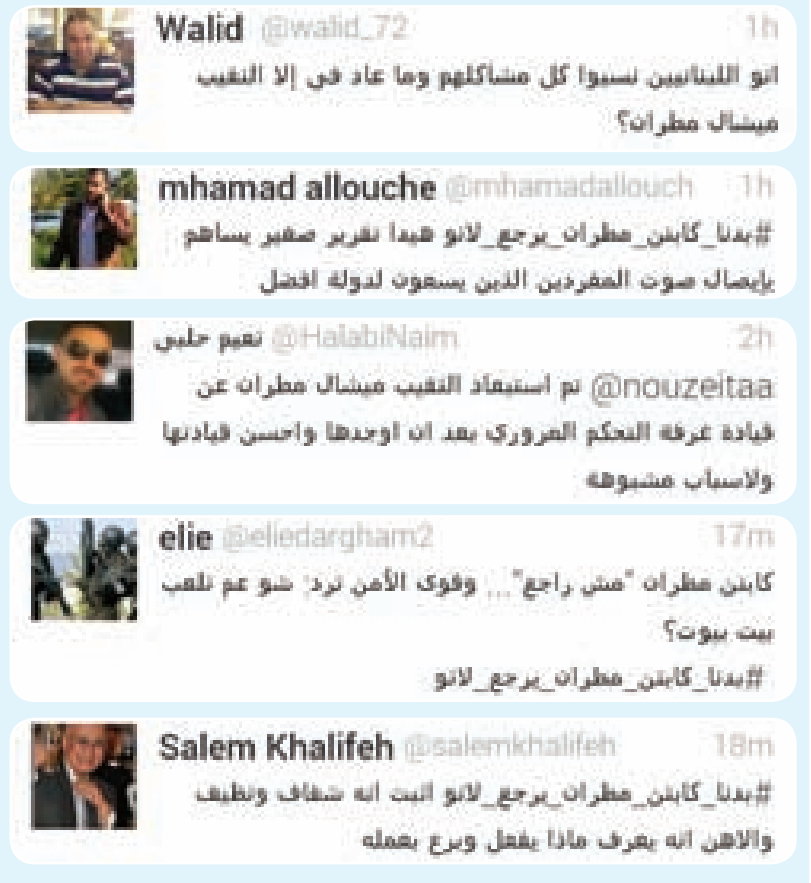 Walid @walid_72 1h
انو اللبنانيين نسيوا كل مشاكلهم وما عاد في إلا النقيب
ميشال مطران؟
mhamad allouche @mhamadallouch 1h
#بدنا_كابتن_مطران_يرجع_لانو هيدا تقرير صغير يساهم
بإيصال صوت المغردين الذين يسعون لدولة افضل
نعيم حلبي @HalabiNaim 2h
@nouzeitaa تم استبعاد النقيب ميشال مطران عن
قيادة غرفة التحكم المروري بعد ان اوجدها واحسن قيادتها
ولاسباب مشبوهة
elie @eliedargham2 17m
كابتن مطران "مش راجع"... وقوى الأمن ترد: شو عم نلعب
بيت بيوت؟
#بدنا_كابتن_مطران_يرجع_لانو
Salem Khalifeh @salemkhalifeh 18m
#بدنا_كابتن_مطران_يرجع_لانو اثبت انه شفاف ونظيف
والاهن انه يعرف ماذا يفعل وبرع بعمله